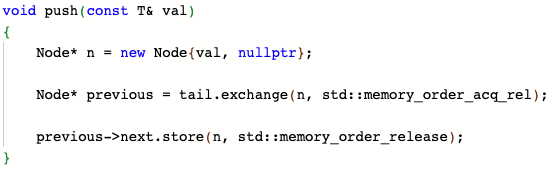 void push(const T& val)
{
    Node* n = new Node{val, nullptr};
    Node* previous = tail.exchange(n, std::memory_order_acq_rel);
    previous->next.store(n, std::memory_order_release);
}